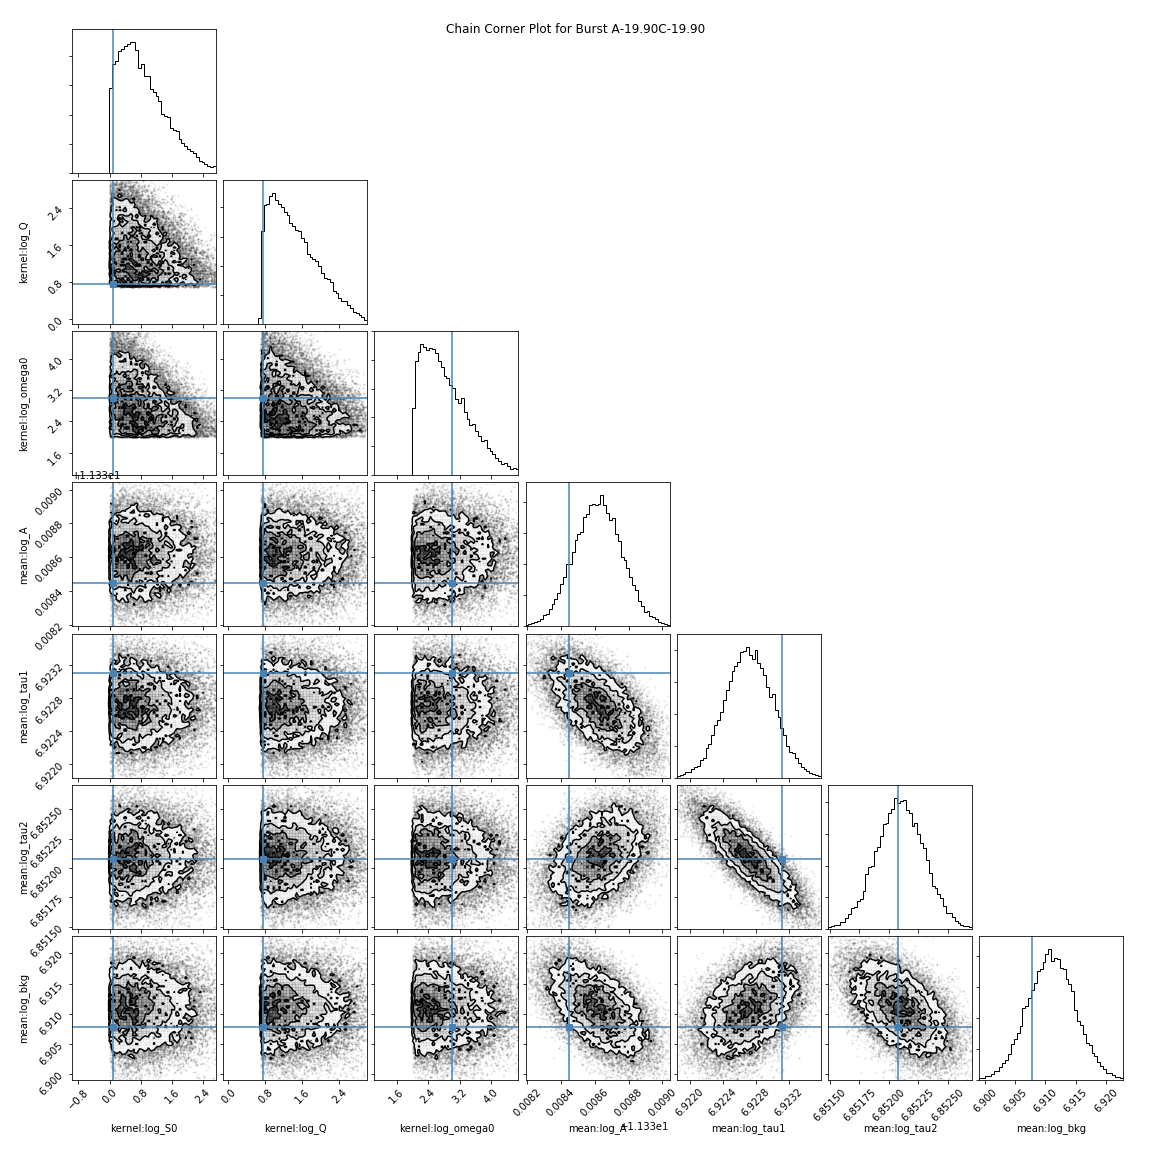 Chain Corner Plot for Burst A-19.90C-19.90
kernel:log_Q
2.4
1.6
0.8
0.0
kernel:log_omega0
4.0
3.2
2.4
1.6
+1.133e1
mean:log_A
0.0090
0.0088
0.0086
0.0084
0.0082
mean:log_tau1
6.9232
6.9228
6.9224
6.9220
mean:log_tau2
6.85250
6.85225
6.85200
6.85175
6.85150
mean:log_bkg
6.920
6.915
6.910
6.905
6.900
−0.8 0.0 0.8 1.6 2.4
0.0 0.8 1.6 2.4
1.6 2.4 3.2 4.0
0.0082 0.0084 0.0086 0.0088 0.0090
6.9220 6.9224 6.9228 6.9232
6.85150 6.85175 6.85200 6.85225 6.85250
6.900 6.905 6.910 6.915 6.920
kernel:log_S0
kernel:log_Q
kernel:log_omega0
mean:log_A
+1.133e1
mean:log_tau1
mean:log_tau2
mean:log_bkg